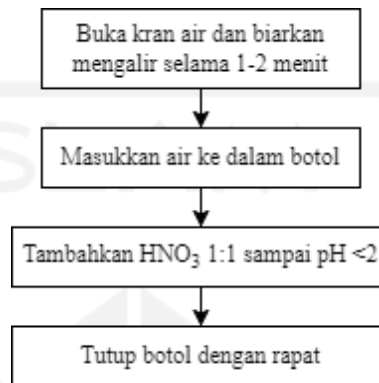 Buka kran air dan biarkan
mengalir selama 1-2 menit
Masukkan air ke dalam botol
Tambahkan HNO₃ 1:1 sampai pH <2
Tutup botol dengan rapat